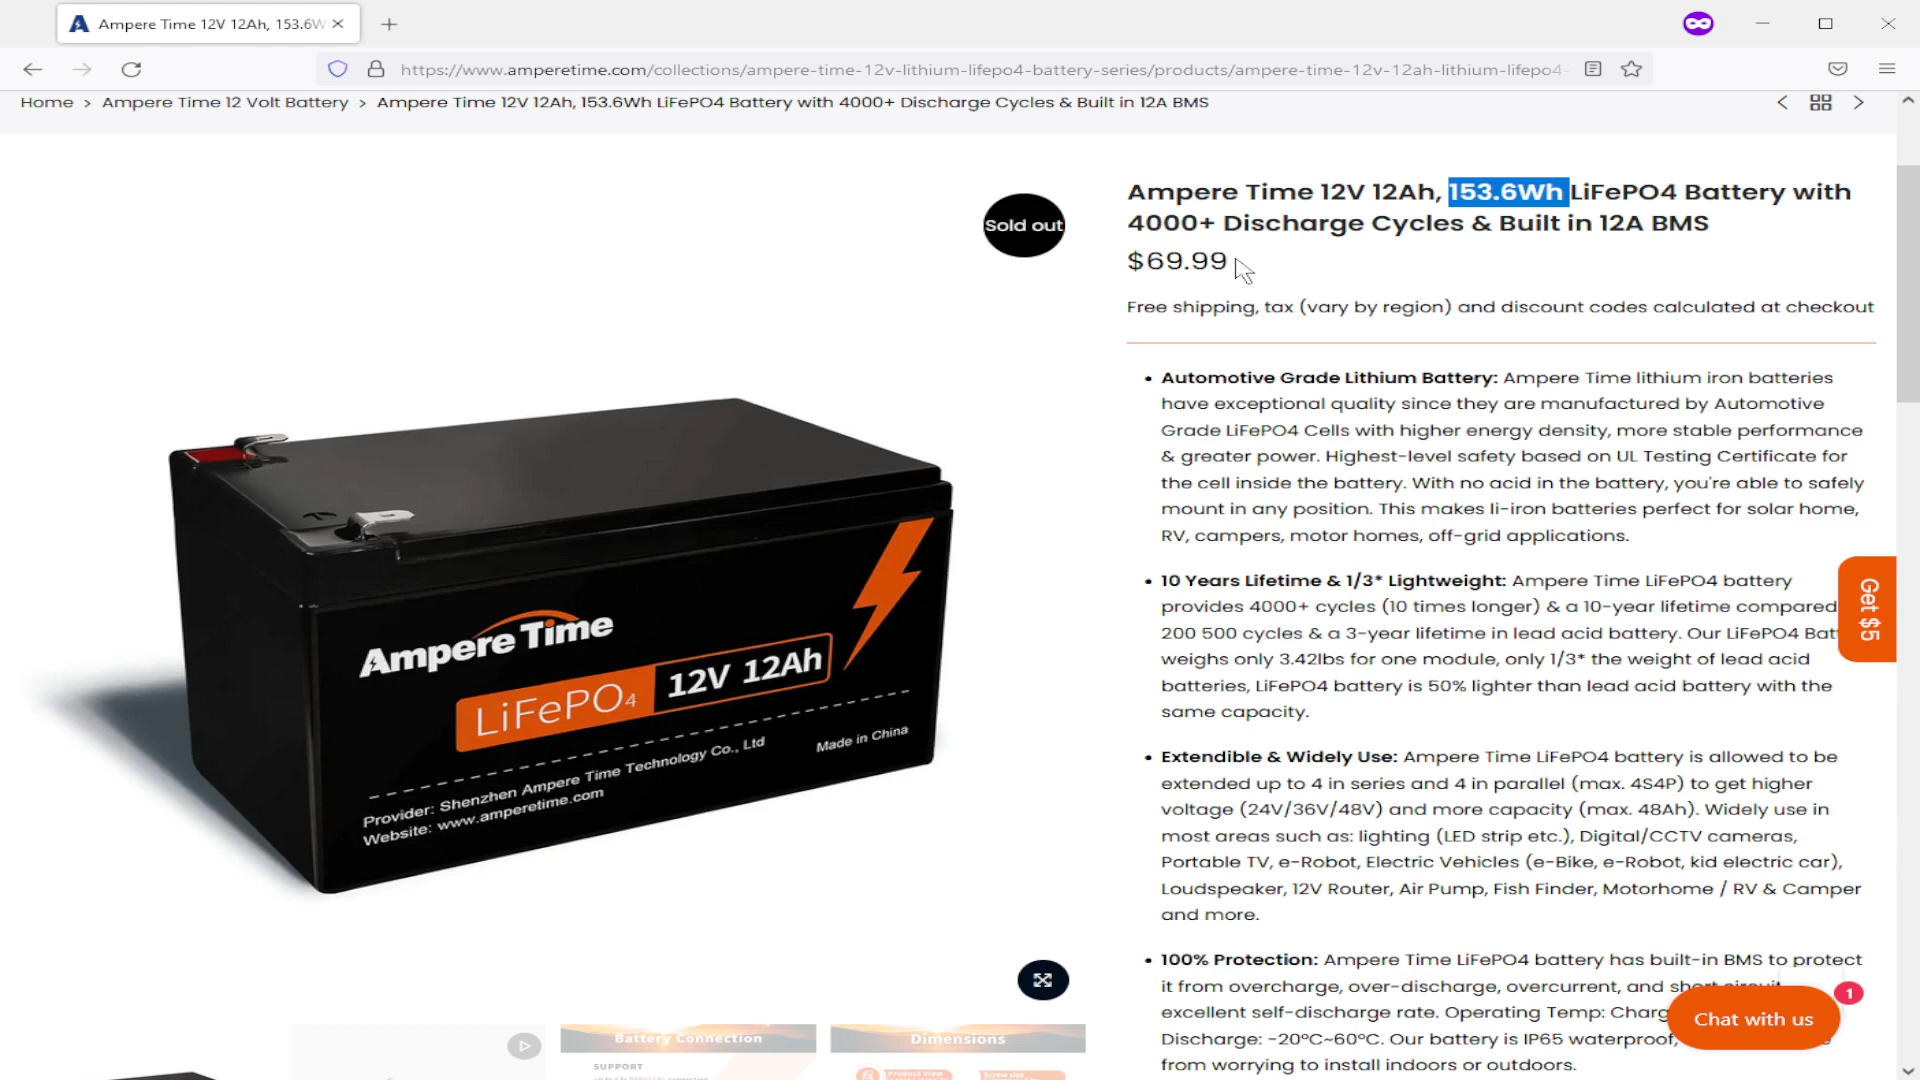 Ampere Time 12V 12Ah, 153.6W
https://www.amperetime.com/collections/ampere-time-12v-lithium-lifepo4-battery-series/products/ampere-time-12v-12ah-lithium-lifepo4-
Home > Ampere Time 12 Volt Battery > Ampere Time 12V 12Ah, 153.6Wh LiFePO4 Battery with 4000+ Discharge Cycles & Built in 12A BMS
Sold out
Ampere Time 12V 12Ah, 153.6Wh LiFePO4 Battery with
4000+ Discharge Cycles & Built in 12A BMS
$69.99
Free shipping, tax (vary by region) and discount codes calculated at checkout
• Automotive Grade Lithium Battery: Ampere Time lithium iron batteries
have exceptional quality since they are manufactured by Automotive
Grade LiFePO4 Cells with higher energy density, more stable performance
& greater power. Highest-level safety based on UL Testing Certificate for
the cell inside the battery. With no acid in the battery, you're able to safely
mount in any position. This makes li-iron batteries perfect for solar home,
RV, campers, motor homes, off-grid applications.
• 10 Years Lifetime & 1/3* Lightweight: Ampere Time LiFePO4 battery
provides 4000+ cycles (10 times longer) & a 10-year lifetime compared
200 500 cycles & a 3-year lifetime in lead acid battery. Our LiFePO4 Bat
weighs only 3.42lbs for one module, only 1/3* the weight of lead acid
batteries, LiFePO4 battery is 50% lighter than lead acid battery with the
same capacity.
• Extendible & Widely Use: Ampere Time LiFePO4 battery is allowed to be
extended up to 4 in series and 4 in parallel (max. 4S4P) to get higher
voltage (24V/36V/48V) and more capacity (max. 48Ah). Widely use in
most areas such as: lighting (LED strip etc.), Digital/CCTV cameras,
Portable TV, e-Robot, Electric Vehicles (e-Bike, e-Robot, kid electric car),
Loudspeaker, 12V Router, Air Pump, Fish Finder, Motorhome / RV & Camper
and more.
• 100% Protection: Ampere Time LiFePO4 battery has built-in BMS to protect
it from overcharge, over-discharge, overcurrent, and short circuit
excellent self-discharge rate. Operating Temp: Charg
Discharge: -20°C~60°C. Our battery is IP65 waterproof,
from worrying to install indoors or outdoors.
Get $5
1
Chat with us
Ampere Time
LiFePO4 12V 12Ah
Provider: Shenzhen Ampere Time Technology Co., Ltd
Made in China
Website: www.amperetime.com
Battery Connection
SUPPORT
Dimensions
Product View